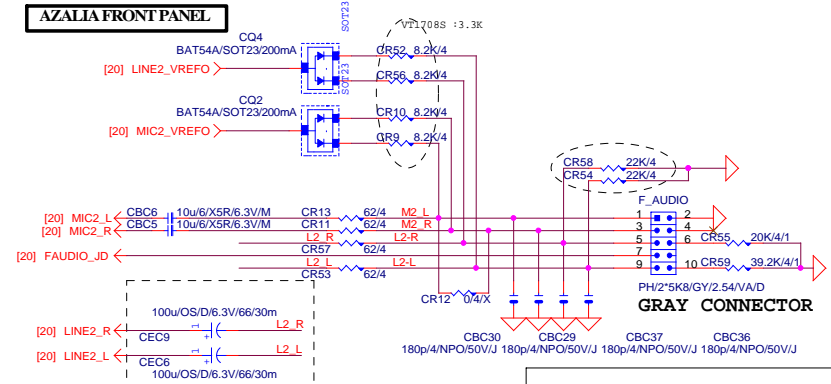 AZALIA FRONT PANEL
SOT23
VT1708S :3.3K
CQ4
BAT54A/SOT23/200mA
CR52 8.2K/4
[20] LINE2_VREFO
CR56 8.2K/4
SOT23
CQ2
BAT54A/SOT23/200mA
CR10 8.2K/4
[20] MIC2_VREFO
CR9 8.2K/4
CR58 22K/4
CR54 22K/4
F_AUDIO
[20] MIC2_L CBC6 10u/6/X5R/6.3V/M CR13 62/4 M2_L 1 2
[20] MIC2_R CBC5 10u/6/X5R/6.3V/M CR11 62/4 M2_R 3 4
L2_R L2-R 5 6 CR55 20K/4/1
CR57 62/4
[20] FAUDIO_JD 7
L2_L L2-L 9 10 CR59 39.2K/4/1
CR53 62/4
PH/2*5K8/GY/2.54/VA/D
CR12 0/4/X
GRAY CONNECTOR
100u/OS/D/6.3V/66/30m
[20] LINE2_R 1 + L2_R
CEC9
CBC30 CBC29 CBC37 CBC36
180p/4/NPO/50V/J 180p/4/NPO/50V/J 180p/4/NPO/50V/J 180p/4/NPO/50V/J
[20] LINE2_L 1 + L2_L
CEC6
100u/OS/D/6.3V/66/30m